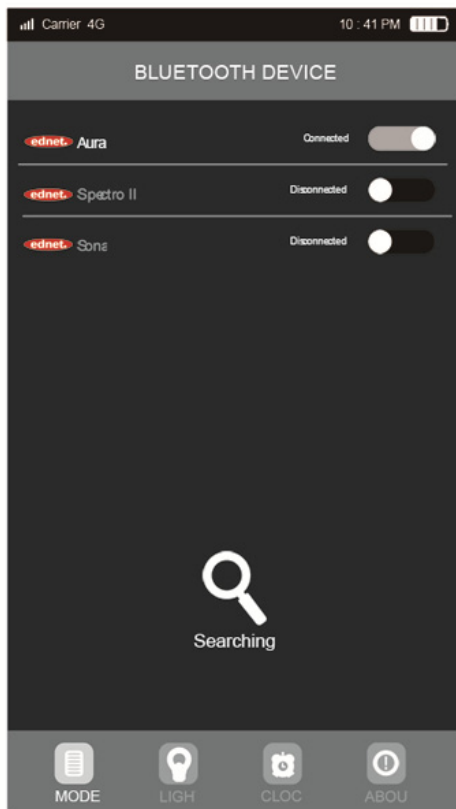 Carrier 4G 10 : 41 PM
BLUETOOTH DEVICE
ednet. Aura Connected
ednet. Spectro II Disconnected
ednet. Sona Disconnected
Searching
MODE LIGH CLOC ABOU